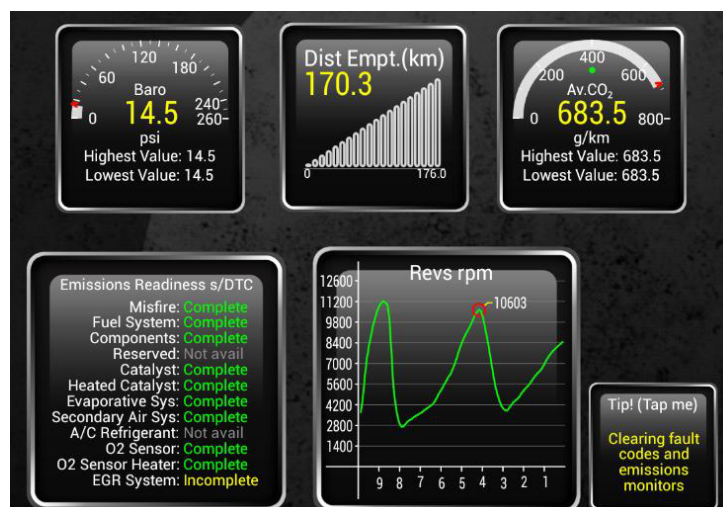 60
120
180
240
260
0
Baro
14.5
psi
Highest Value: 14.5
Lowest Value: 14.5
Dist Empt.(km)
170.3
0 176.0
200
400
600
800
0
Av.CO₂
683.5
g/km
Highest Value: 683.5
Lowest Value: 683.5
Emissions Readiness s/DTC
Misfire: Complete
Fuel System: Complete
Components: Complete
Reserved: Not avail
Catalyst: Complete
Heated Catalyst: Complete
Evaporative Sys: Complete
Secondary Air Sys: Complete
A/C Refrigerant: Not avail
O2 Sensor: Complete
O2 Sensor Heater: Complete
EGR System: Incomplete
Revs rpm
12600
11200
9800
8400
7000
5600
4200
2800
1400
10603
9 8 7 6 5 4 3 2 1
Tip! (Tap me)
Clearing fault
codes and
emissions
monitors